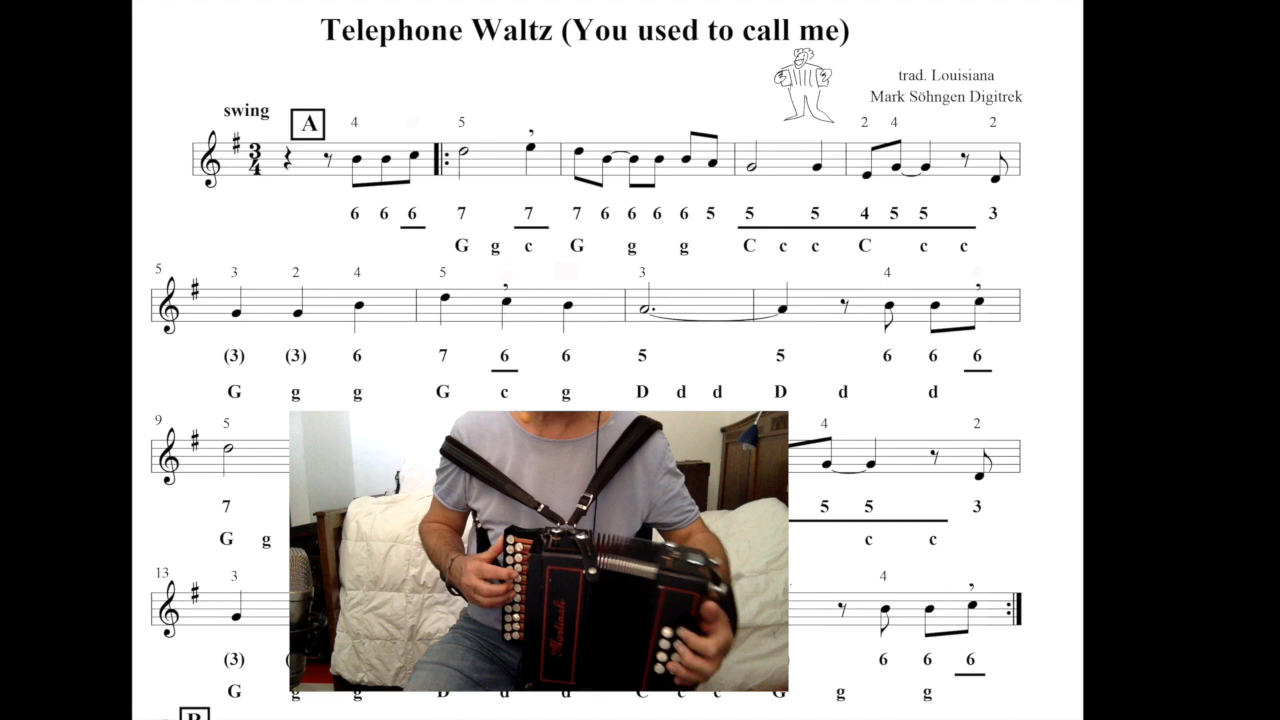 Telephone Waltz (You used to call me)
trad. Louisiana
Mark Söhngen Digitrek
swing
A
4 5 2 4 2
3
4
6 6 6 7 7 7 6 6 6 6 5 5 5 4 5 5 3
G g c G g g C c c C c c
5 3 2 4 5 3 4
(3) (3) 6 7 6 6 5 5 6 6 6
G g g G c g D d d D d d
9 5 4 2
7 5 5 3
G g c c
13 3 4
(3) 6 6 6
G g g D d d C c c G g g
Mortinale
B